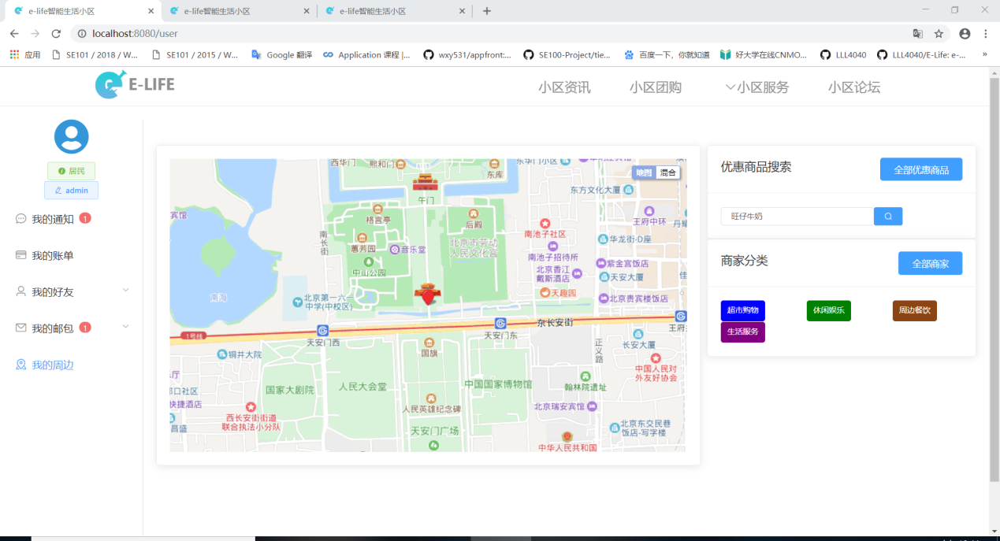 e-life智能生活小区
e-life智能生活小区
e-life智能生活小区
localhost:8080/user
应用
SE101 / 2018 / W...
SE101 / 2015 / W...
Google 翻译
Application 课程 |...
wxy531/appfront:...
SE100-Project/tie...
百度一下，你就知道
好大学在线CNMO...
LLL4040
LLL4040/E-Life: e-...
»
E-LIFE
小区资讯
小区团购
小区服务
小区论坛
居民
admin
我的通知 1
我的账单
我的好友
我的邮包 1
我的周边
西华门
熙和门
东库
东华门小区
地图
混合
午门
东方文化大厦
宾馆
格言亭
后殿
王府中环
南池子社区
南长街
蕙芳园
音乐堂
北京市劳动
人民文化宫
华龙街-D座
南池子招待所
中山公园
紫金宫饭店
北京香江
戴斯酒店
天安大厦
南海
天趣园
北京第一六一
中学(中校区)
北京贵宾楼饭店
东长安街
1号线
天安门西
天安门东
国旗
正义路
长安大厦
铜井大院
中国人民对
外友好协会
国家大剧院
人民大会堂
中国国家博物馆
翰林院遗址
快捷酒店
人民英雄纪念碑
北京瑞安宾馆
西长安街街道
联合执法小分队
昌盛
天安门广场
北京东交民巷
饭店-写字楼
中华人民共和国
优惠商品搜索
全部优惠商品
旺仔牛奶
商家分类
全部商家
超市购物
休闲娱乐
周边餐饮
生活服务